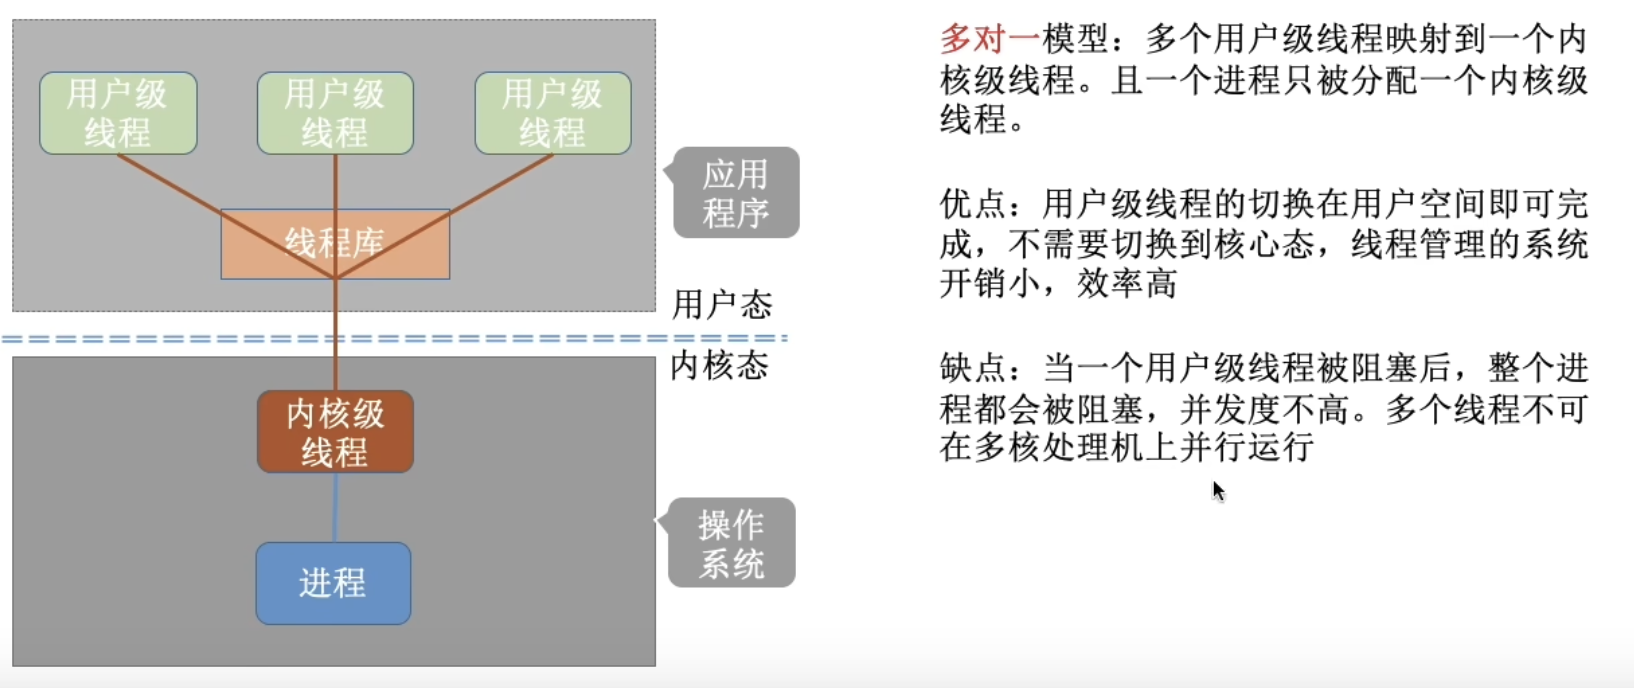 用户级
线程
用户级
线程
用户级
线程
线程库
应用
程序
用户态
内核态
内核级
线程
进程
操作
系统
多对一模型：多个用户级线程映射到一个内
核级线程。且一个进程只被分配一个内核级
线程。
优点：用户级线程的切换在用户空间即可完
成，不需要切换到核心态，线程管理的系统
开销小，效率高
缺点：当一个用户级线程被阻塞后，整个进
程都会被阻塞，并发度不高。多个线程不可
在多核处理机上并行运行